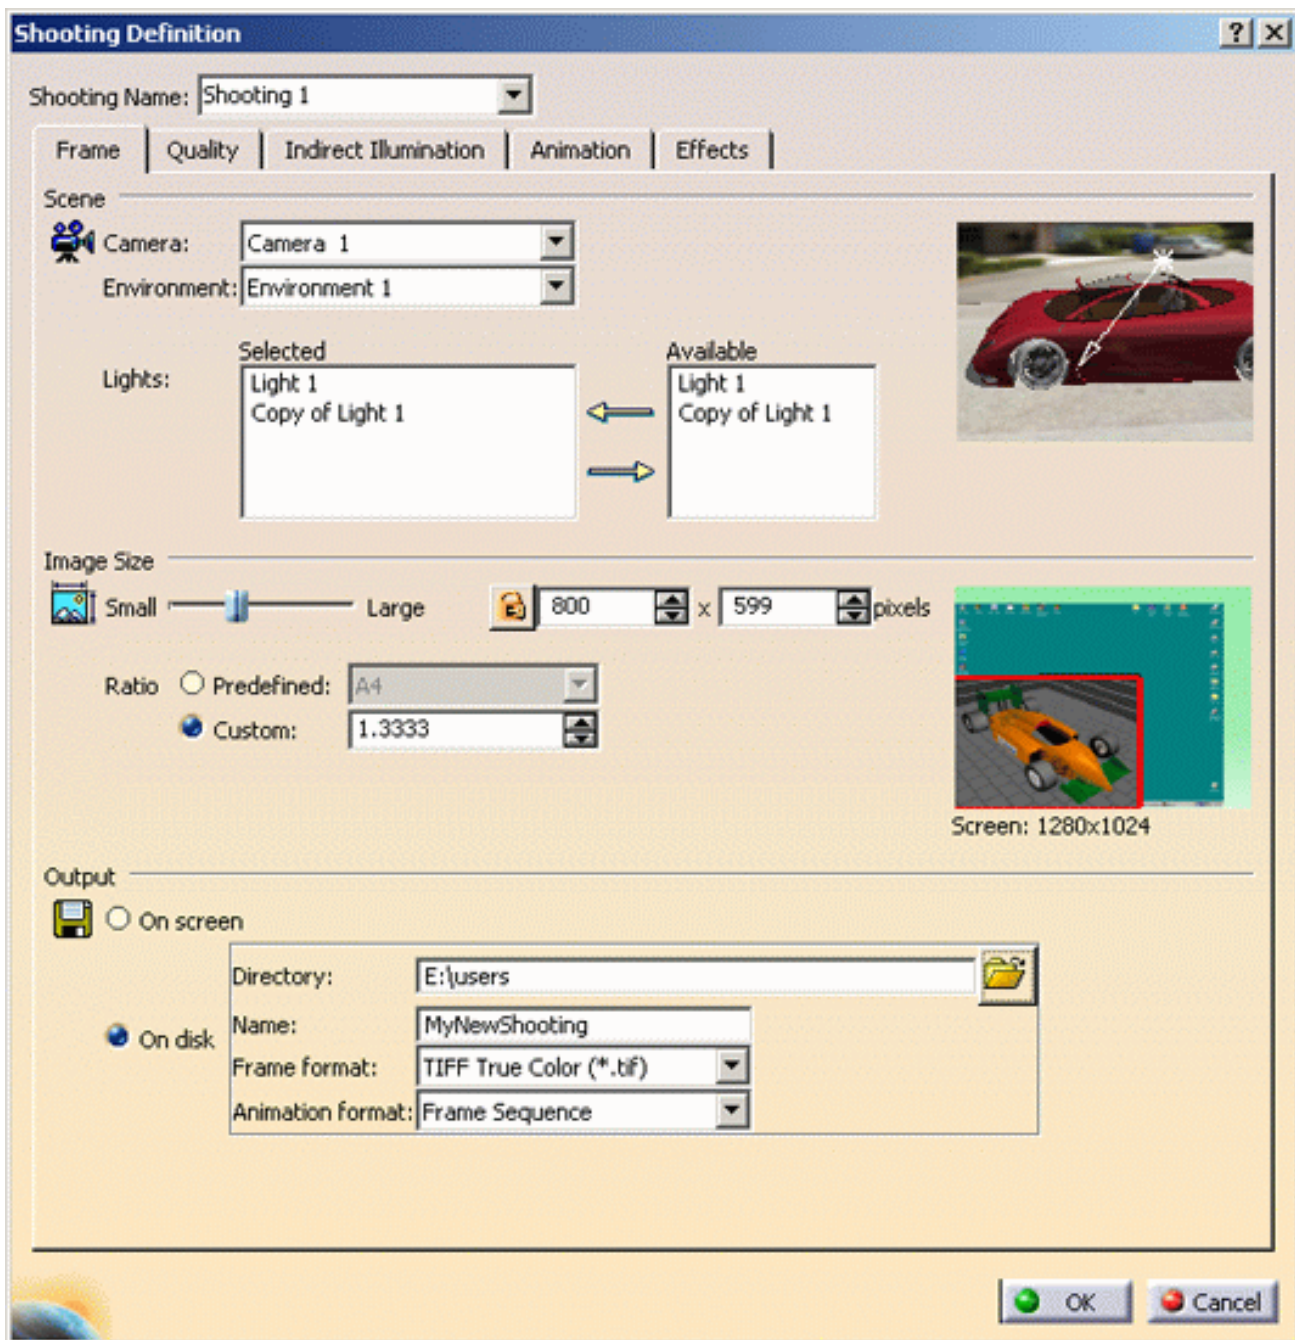 Shooting Definition
Shooting Name: Shooting 1
Frame Quality Indirect Illumination Animation Effects
Scene
Camera: Camera 1
Environment: Environment 1
Selected Available
Lights: Light 1 Light 1
Copy of Light 1 Copy of Light 1
Image Size
Small Large 800 x 599 pixels
Ratio Predefined: A4
Custom: 1.3333
Screen: 1280x1024
Output
On screen
Directory: E:\users
On disk
Name: MyNewShooting
Frame format: TIFF True Color (*.tif)
Animation format: Frame Sequence
OK Cancel